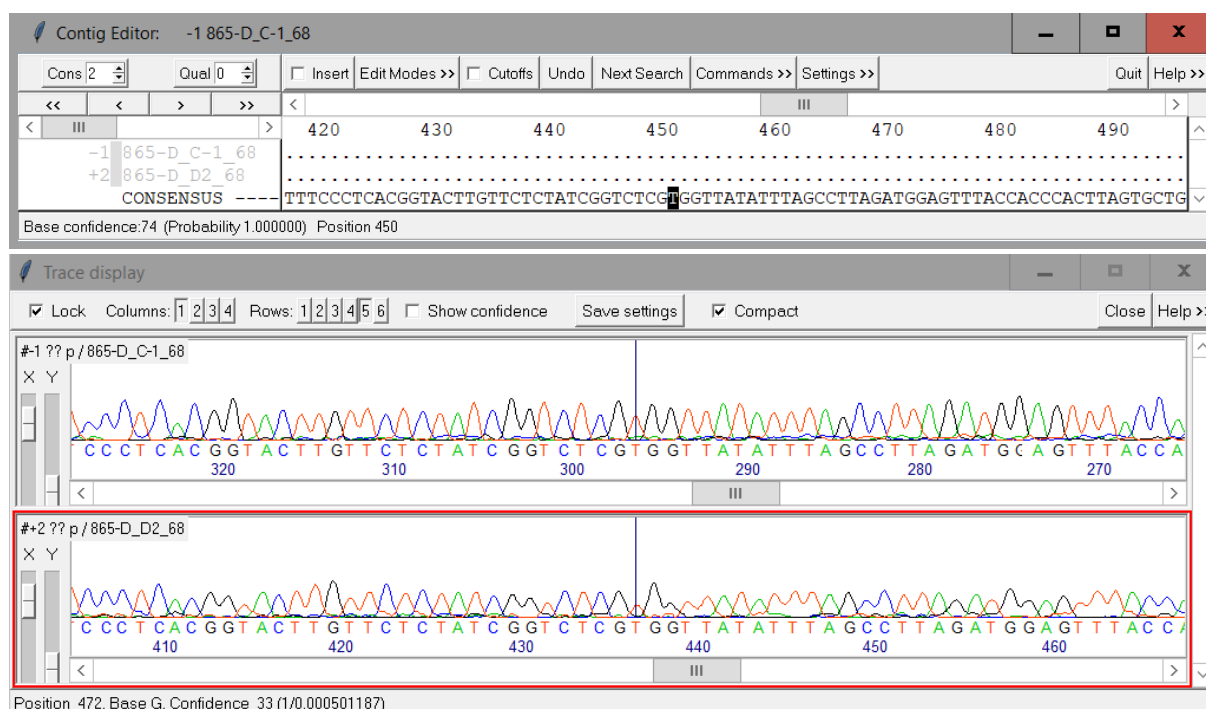 Contig Editor: -1 865-D_C-1_68
Cons 2 Qual 0 Insert Edit Modes >> Cutoffs Undo Next Search Commands >> Settings >> Quit Help >>
<< < > >>
420 430 440 450 460 470 480 490
-1 865-D_C-1_68
+2 865-D_D2_68
CONSENSUS ---- TTTCCCTCACGGTACTTGTTCTCTATCGGTCTCGTGGTTATATTTAGCCTTAGATGGAGTTTACCACCCACTTAGTGCTG
Base confidence:74 (Probability 1.000000) Position 450
Trace display
Lock Columns: 1 2 3 4 Rows: 1 2 3 4 5 6 Show confidence Save settings Compact Close Help >>
#-1 ?? p / 865-D_C-1_68
X Y
C C C T C A C G G T A C T T G T T C T C T A T C G G T C T C G T G G T T A T A T T T A G C C T T A G A T G G A G T T T A C C A
320 310 300 290 280 270
#+2 ?? p / 865-D_D2_68
X Y
C C C T C A C G G T A C T T G T T C T C T A T C G G T C T C G T G G T T A T A T T T A G C C T T A G A T G G A G T T T A C C A
410 420 430 440 450 460
Position 472, Base G, Confidence 33 (1/0.000501187)